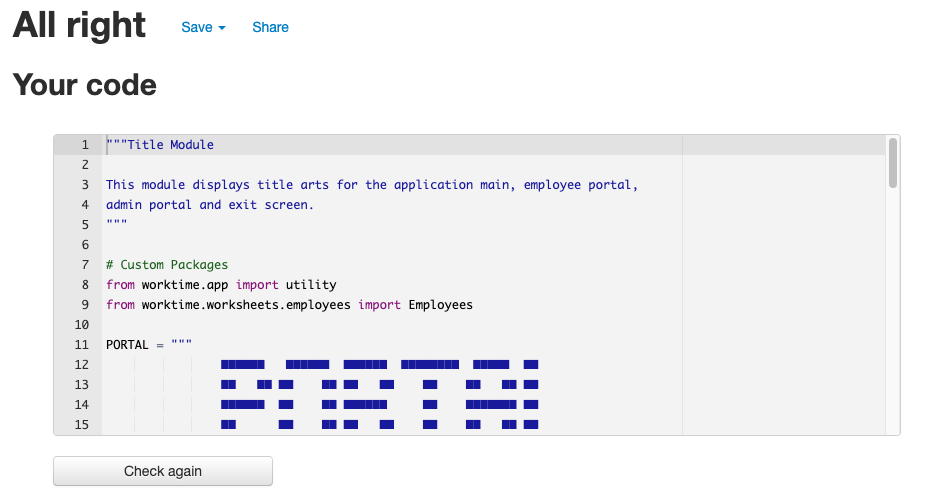 All right Save Share
Your code
1 """Title Module
2
3 This module displays title arts for the application main, employee portal,
4 admin portal and exit screen.
5 """
6
7 # Custom Packages
8 from worktime.app import utility
9 from worktime.worksheets.employees import Employees
10
11 PORTAL = """
12 ██████   ██████  ██████  ████████  █████  ██
13 ██   ██ ██    ██ ██   ██    ██    ██   ██ ██
14 ██████  ██    ██ ██████     ██    ███████ ██
15 ██      ██    ██ ██   ██    ██    ██   ██ ██
Check again